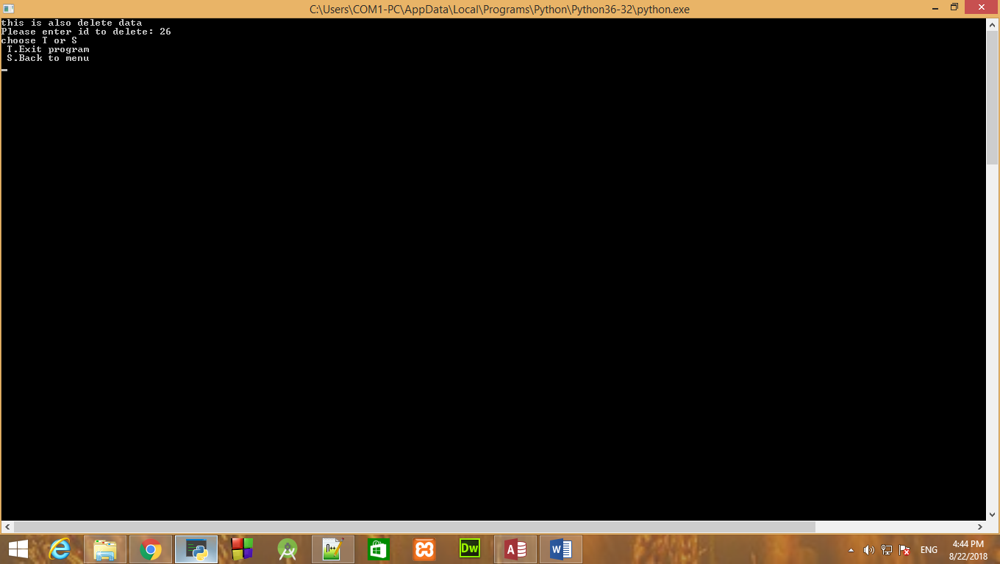 C:\Users\COM1-PC\AppData\Local\Programs\Python\Python36-32\python.exe
this is also delete data
Please enter id to delete: 26
choose T or S
T.Exit program
S.Back to menu
n++
Dw
A
W
ENG
4:44 PM
8/22/2018